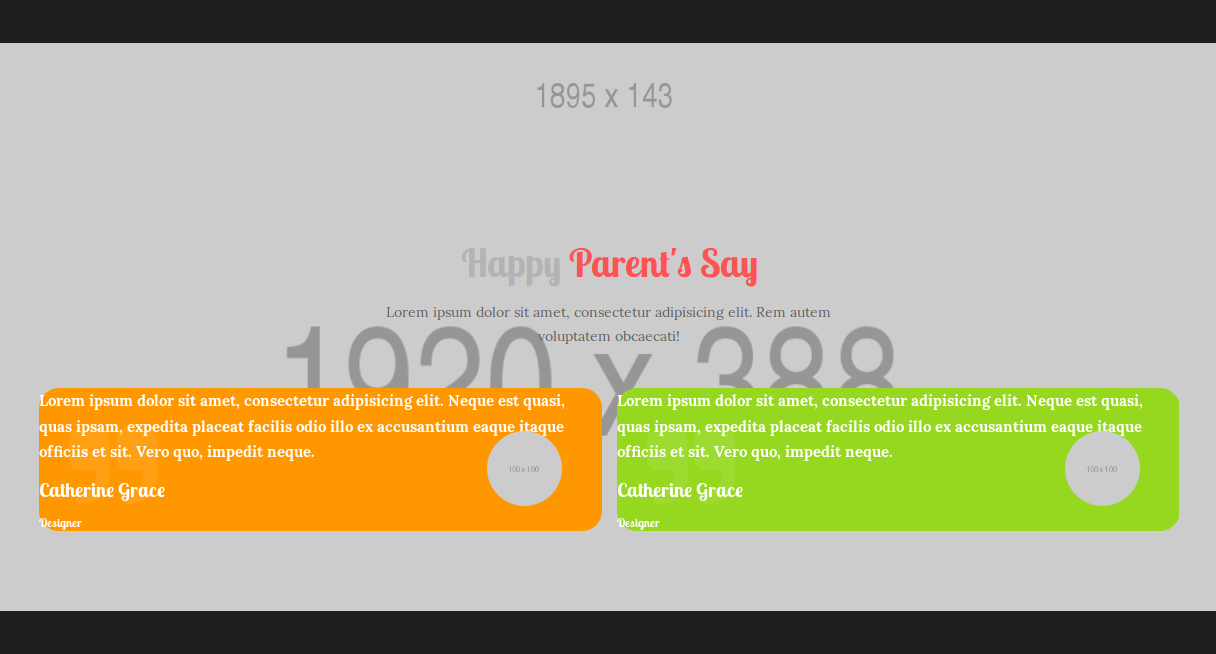 1895 x 143
Happy Parent's Say
Lorem ipsum dolor sit amet, consectetur adipisicing elit. Rem autem
voluptatem obcaecati!
1920 x 388
Lorem ipsum dolor sit amet, consectetur adipisicing elit. Neque est quasi,
quas ipsam, expedita placeat facilis odio illo ex accusantium eaque itaque
officiis et sit. Vero quo, impedit neque.
100 x 100
Catherine Grace
Designer
Lorem ipsum dolor sit amet, consectetur adipisicing elit. Neque est quasi,
quas ipsam, expedita placeat facilis odio illo ex accusantium eaque itaque
officiis et sit. Vero quo, impedit neque.
100 x 100
Catherine Grace
Designer